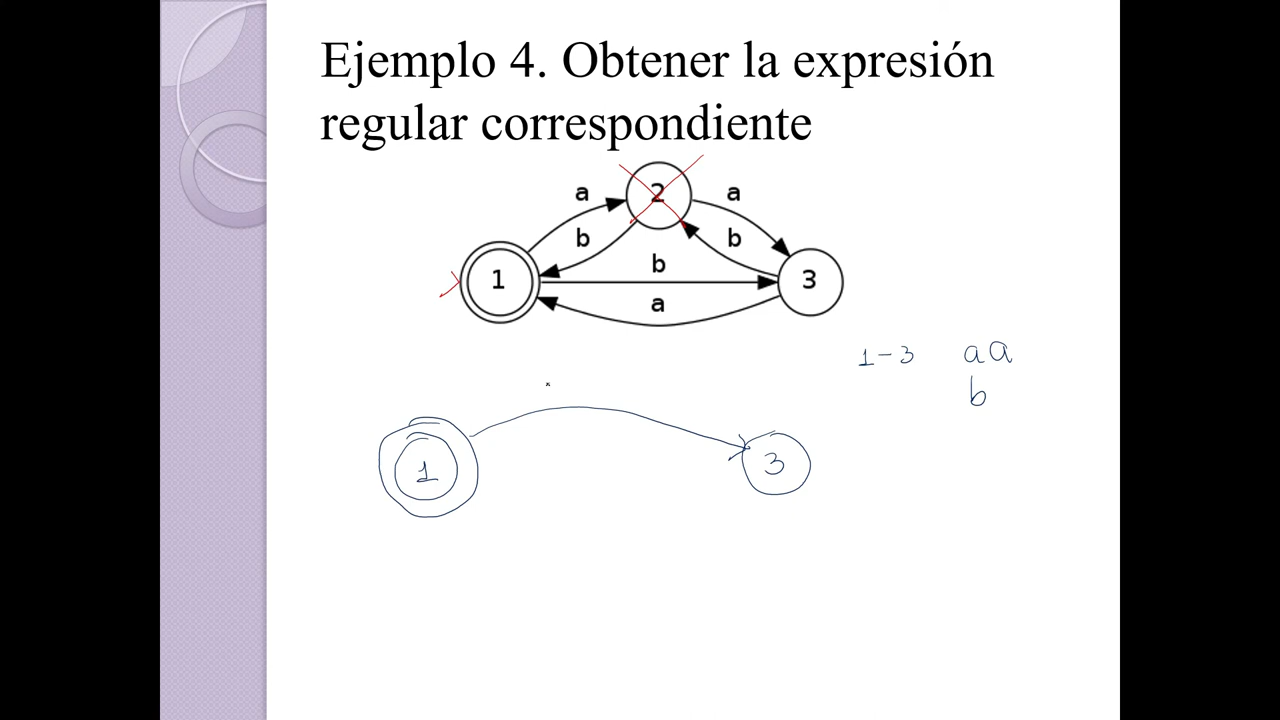 Ejemplo 4. Obtener la expresión
regular correspondiente
2
a
a
b
b
b
1
3
a
1-3 aa
b
1
3